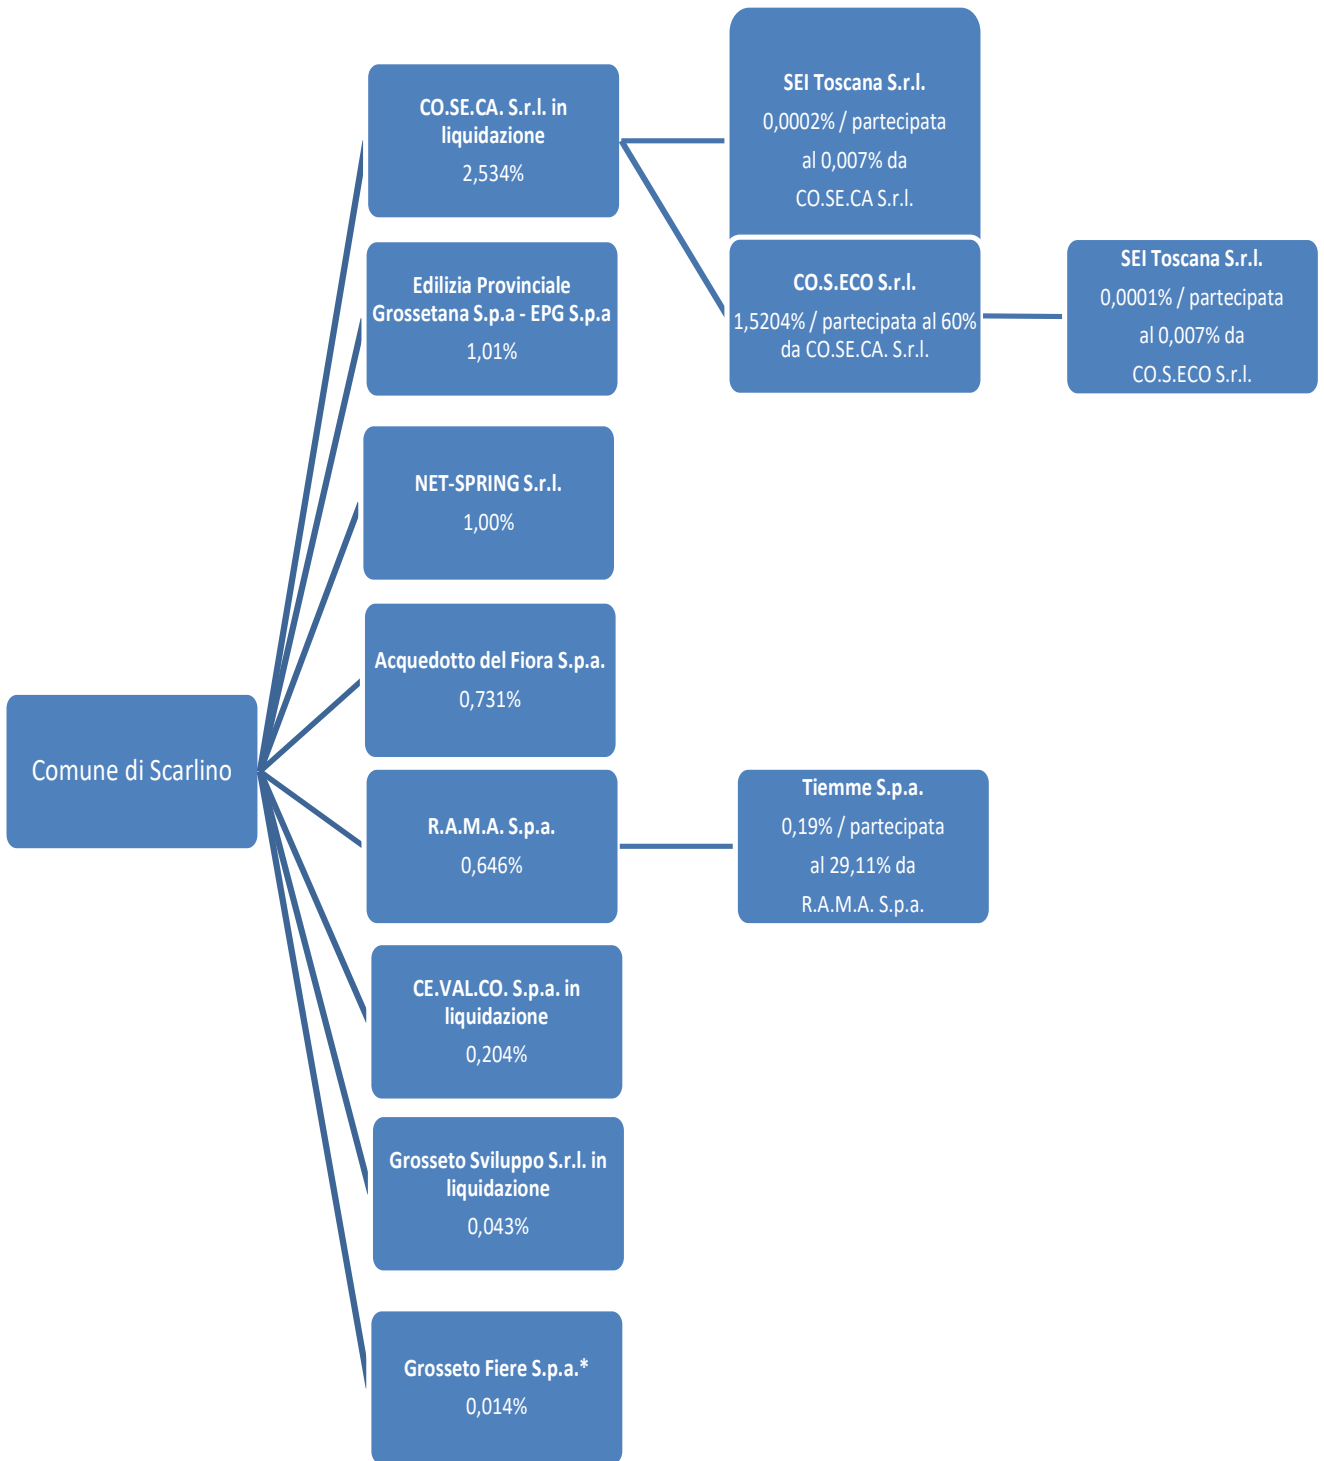 Comune di Scarlino
CO.SE.CA. S.r.l. in
liquidazione
2,534%
SEI Toscana S.r.l.
0,0002% / partecipata
al 0,007% da
CO.SE.CA S.r.l.
CO.S.ECO S.r.l.
1,5204% / partecipata al 60%
da CO.SE.CA. S.r.l.
SEI Toscana S.r.l.
0,0001% / partecipata
al 0,007% da
CO.S.ECO S.r.l.
Edilizia Provinciale
Grossetana S.p.a - EPG S.p.a
1,01%
NET-SPRING S.r.l.
1,00%
Acquedotto del Fiora S.p.a.
0,731%
R.A.M.A. S.p.a.
0,646%
Tiemme S.p.a.
0,19% / partecipata
al 29,11% da
R.A.M.A. S.p.a.
CE.VAL.CO. S.p.a. in
liquidazione
0,204%
Grosseto Sviluppo S.r.l. in
liquidazione
0,043%
Grosseto Fiere S.p.a.*
0,014%